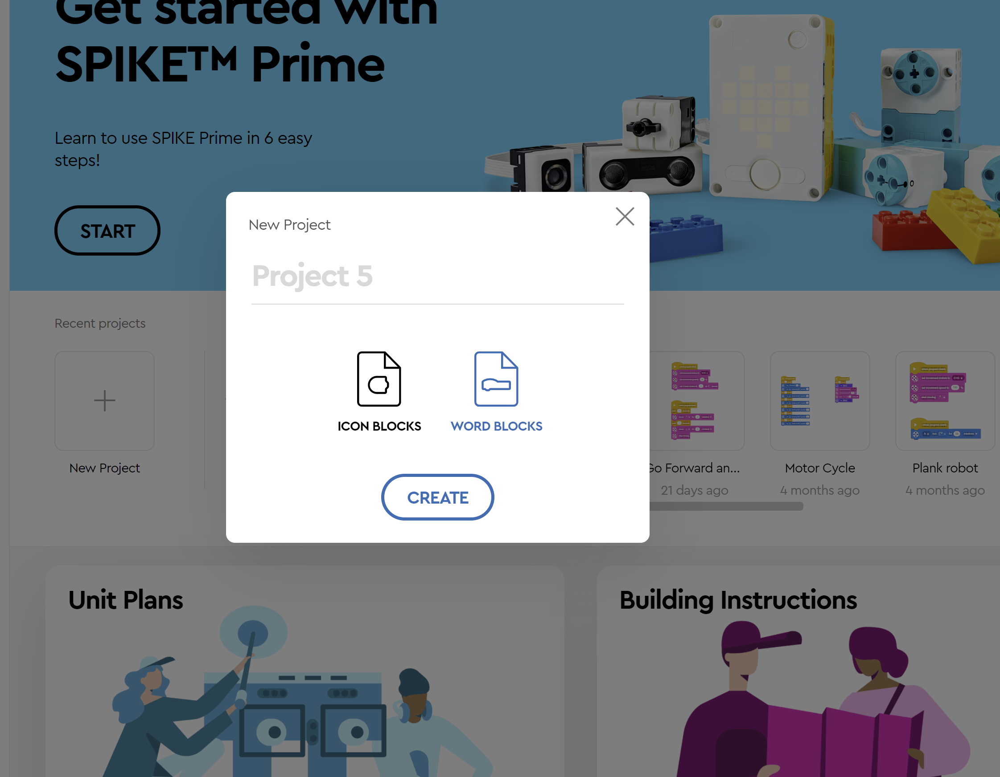 Get started with
SPIKE™ Prime
Learn to use SPIKE Prime in 6 easy
steps!
START
New Project
Project 5
ICON BLOCKS
WORD BLOCKS
CREATE
Recent projects
New Project
Go Forward an...
21 days ago
Motor Cycle
4 months ago
Plank robot
4 months ago
Unit Plans
Building Instructions